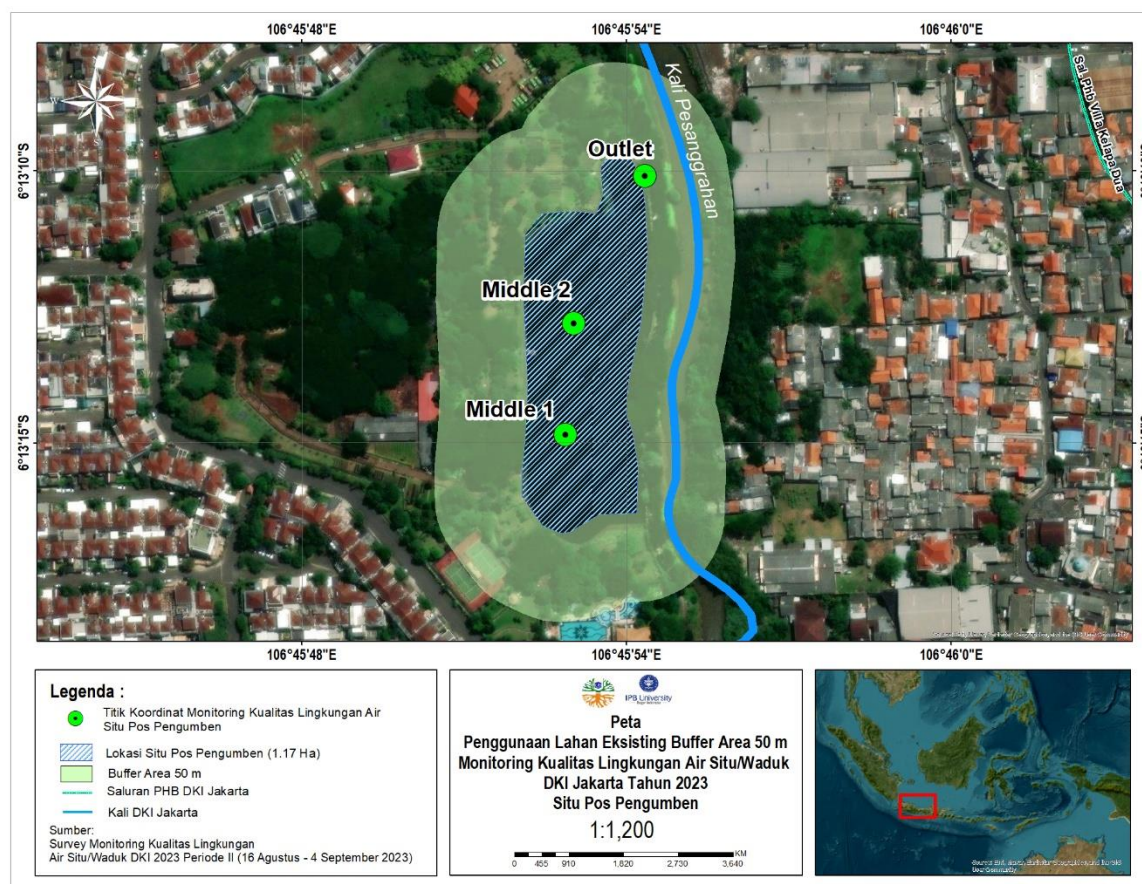 106°45'48"E
106°45'54"E
106°46'0"E
6°13'10"S
6°13'15"S
Outlet
Middle 2
Middle 1
Kali Pesanggrahan
Sal. Phb Villa Kelapa Dua
106°45'48"E
106°45'54"E
106°46'0"E
Legenda :
Titik Koordinat Monitoring Kualitas Lingkungan Air
Situ Pos Pengumben
Lokasi Situ Pos Pengumben (1.17 Ha)
Buffer Area 50 m
Saluran PHB DKI Jakarta
Kali DKI Jakarta
Sumber:
Survey Monitoring Kualitas Lingkungan
Air Situ/Waduk DKI 2023 Periode II (16 Agustus - 4 September 2023)
IPB University
Peta
Penggunaan Lahan Eksisting Buffer Area 50 m
Monitoring Kualitas Lingkungan Air Situ/Waduk
DKI Jakarta Tahun 2023
Situ Pos Pengumben
1:1,200
KM
0 455 910 1,820 2,730 3,640